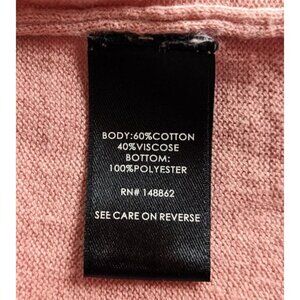 BODY:60%COTTON
40%VISCOSE
BOTTOM:
100%POLYESTER
RN# 148862
SEE CARE ON REVERSE